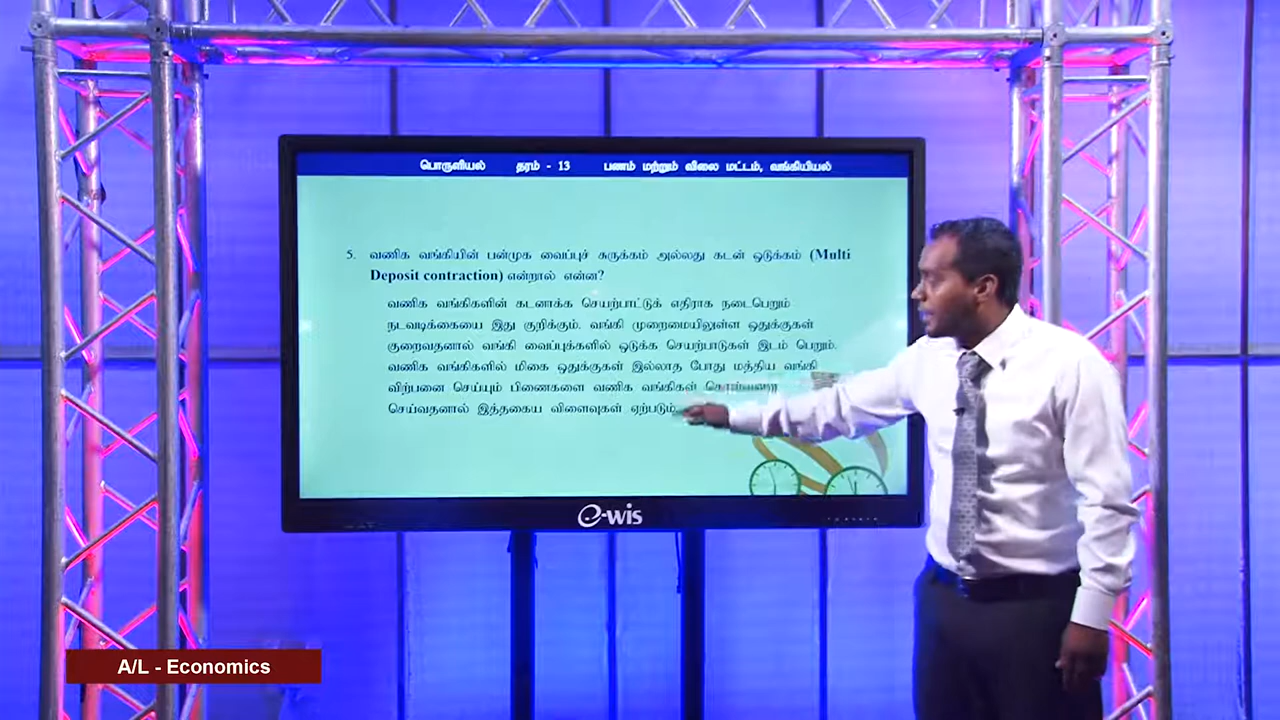 பொருளியல் தரம் - 13 பணம் மற்றும் விலை மட்டம், வங்கியியல்
5. வணிக வங்கியின் பன்முக வைப்புச் சுருக்கம் அல்லது கடன் ஒடுக்கம் (Multi
Deposit contraction) என்றால் என்ன?
வணிக வங்கிகளின் கடனாக்க செயற்பாட்டுக் எதிராக நடைபெறும்
நடவடிக்கையை இது குறிக்கும். வங்கி முறைமையிலுள்ள ஒதுக்குகள்
குறைவதனால் வங்கி வைப்புக்களில் ஒடுக்க செயற்பாடுகள் இடம் பெறும்.
வணிக வங்கிகளில் மிகை ஒதுக்குகள் இல்லாத போது மத்திய வங்கி
விற்பனை செய்யும் பிணைகளை வணிக வங்கிகள்
செய்வதனால் இத்தகைய விளைவுகள் ஏற்படும்.
e-wis
A/L - Economics